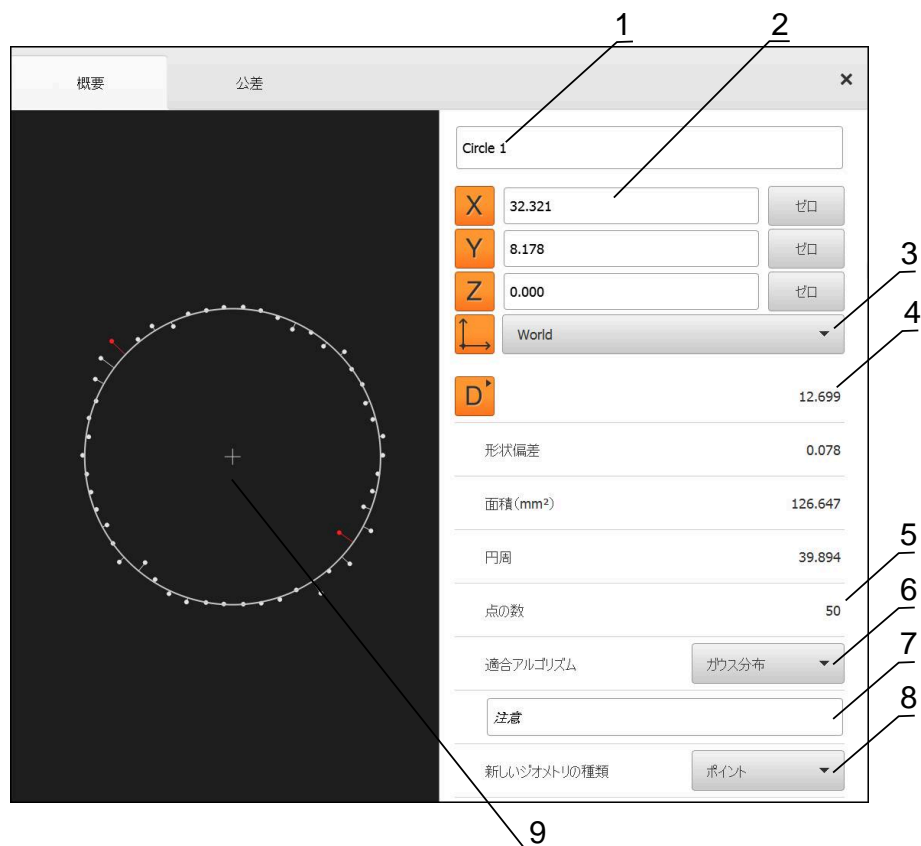 1
2
概要
公差
×
Circle 1
X
32.321
ゼロ
Y
8.178
ゼロ
3
Z
0.000
ゼロ
4
World
D
12.699
形状偏差
0.078
面積(mm²)
126.647
5
円周
39.894
6
点の数
50
7
適合アルゴリズム
ガウス分布
8
注意
新しいジオメトリの種類
ポイント
9